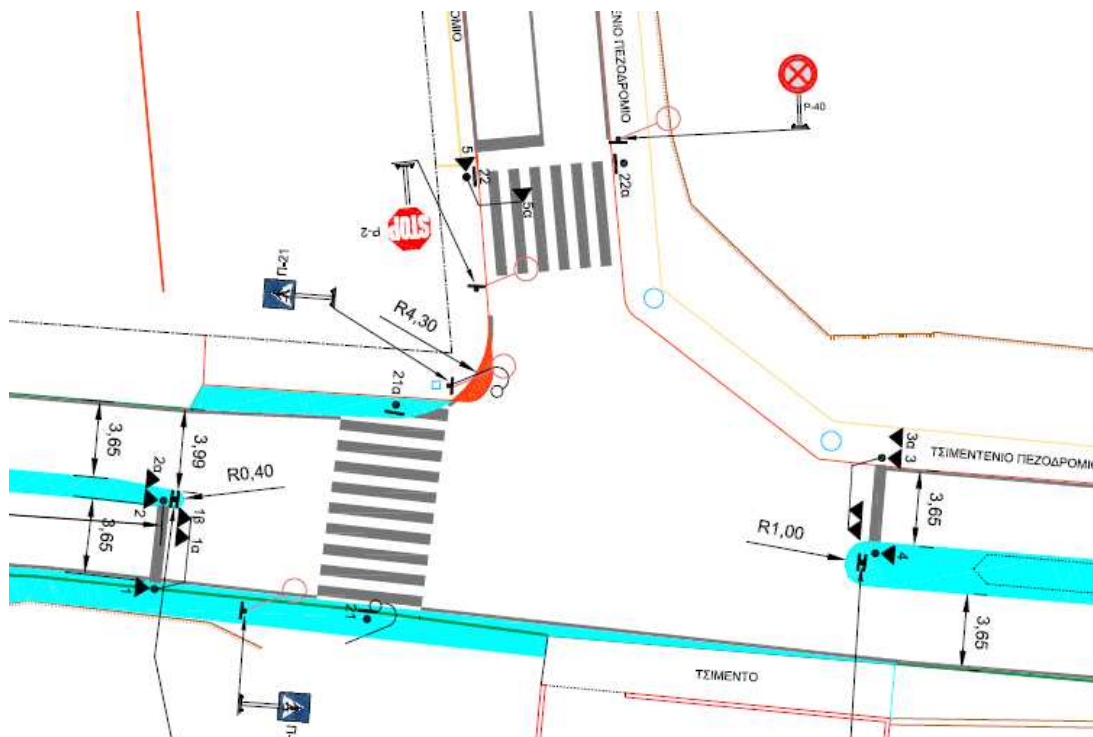 ΤΣΙΜΕΝΤΕΝΙΟ ΠΕΖΟΔΡΟΜΙΟ
P-40
5
22
5α
22α
STOP
P-2
Π-21
R4,30
21α
3,65
3,99
2α
R0,40
2
1β
1α
3,65
1
21
3α
3
ΤΣΙΜΕΝΤΕΝΙΟ ΠΕΖΟΔΡΟΜΙΟ
3,65
R1,00
4
3,65
ΤΣΙΜΕΝΤΟ